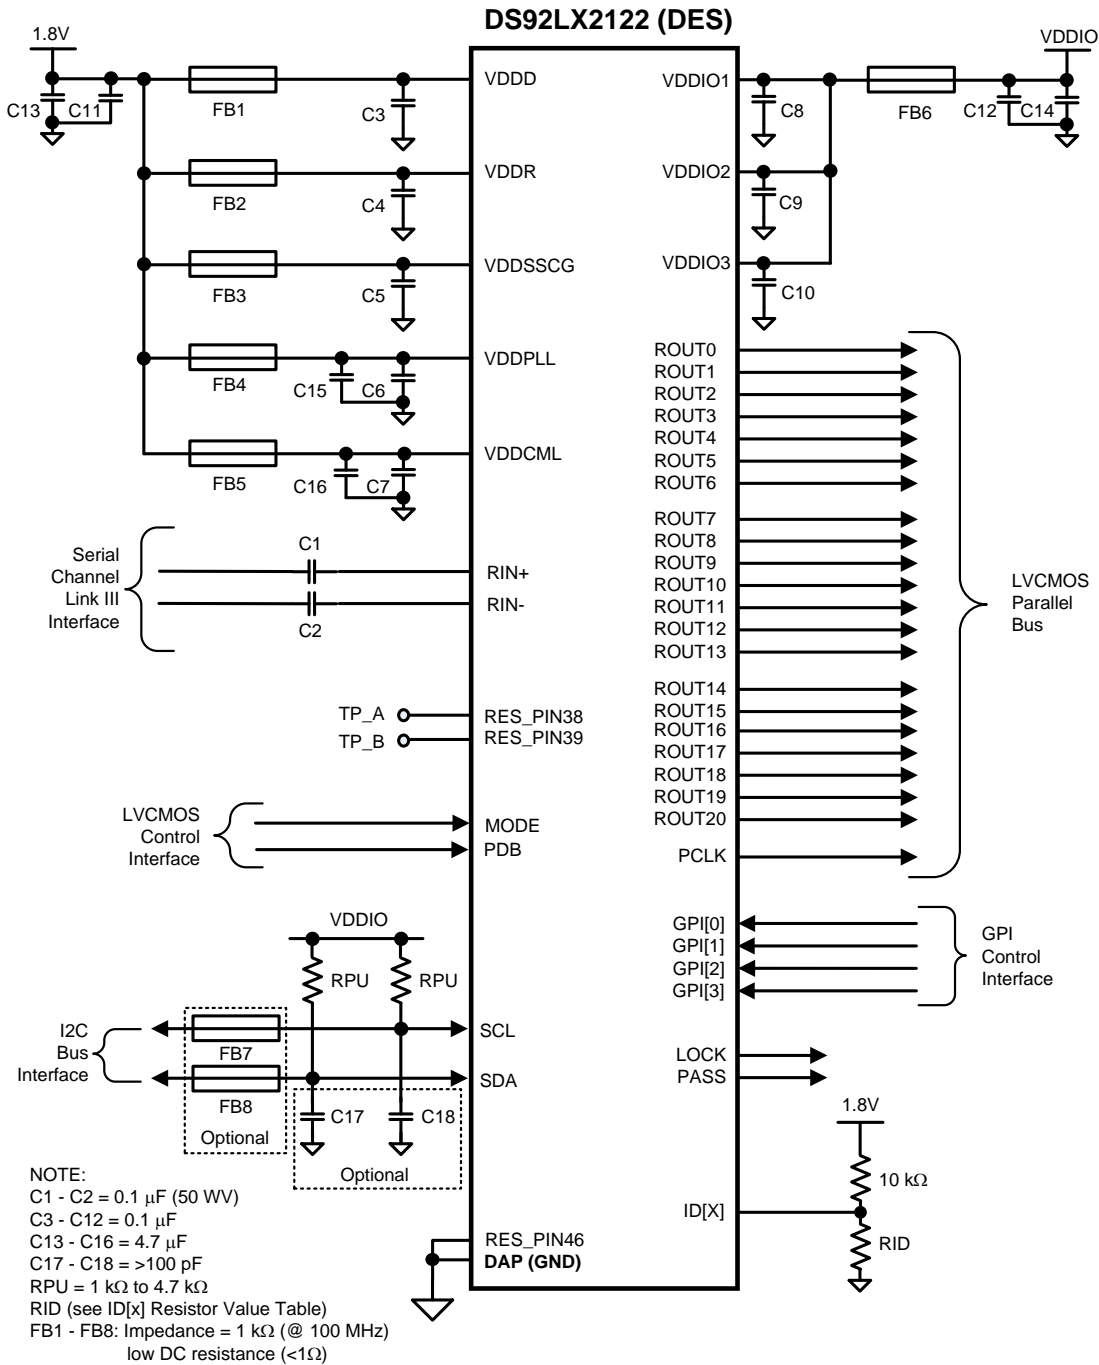 DS92LX2122 (DES)
1.8V
VDDIO
C13
C11
FB1
C3
VDDD
VDDIO1
C8
FB6
C12
C14
FB2
C4
VDDR
VDDIO2
C9
FB3
C5
VDDSSCG
VDDIO3
C10
FB4
C15
C6
VDDPLL
FB5
C16
C7
VDDCML
ROUT0
ROUT1
ROUT2
ROUT3
ROUT4
ROUT5
ROUT6
ROUT7
ROUT8
ROUT9
ROUT10
ROUT11
ROUT12
ROUT13
ROUT14
ROUT15
ROUT16
ROUT17
ROUT18
ROUT19
ROUT20
PCLK
LVCMOS
Parallel
Bus
Serial
Channel
Link III
Interface
C1
C2
RIN+
RIN-
TP_A
TP_B
RES_PIN38
RES_PIN39
LVCMOS
Control
Interface
MODE
PDB
GPI[0]
GPI[1]
GPI[2]
GPI[3]
GPI
Control
Interface
VDDIO
RPU
RPU
I2C
Bus
Interface
FB7
FB8
Optional
SCL
SDA
C17
C18
Optional
LOCK
PASS
1.8V
10 kΩ
ID[X]
RID
RES_PIN46
DAP (GND)
NOTE:
C1 - C2 = 0.1 μF (50 WV)
C3 - C12 = 0.1 μF
C13 - C16 = 4.7 μF
C17 - C18 = >100 pF
RPU = 1 kΩ to 4.7 kΩ
RID (see ID[x] Resistor Value Table)
FB1 - FB8: Impedance = 1 kΩ (@ 100 MHz)
low DC resistance (<1Ω)